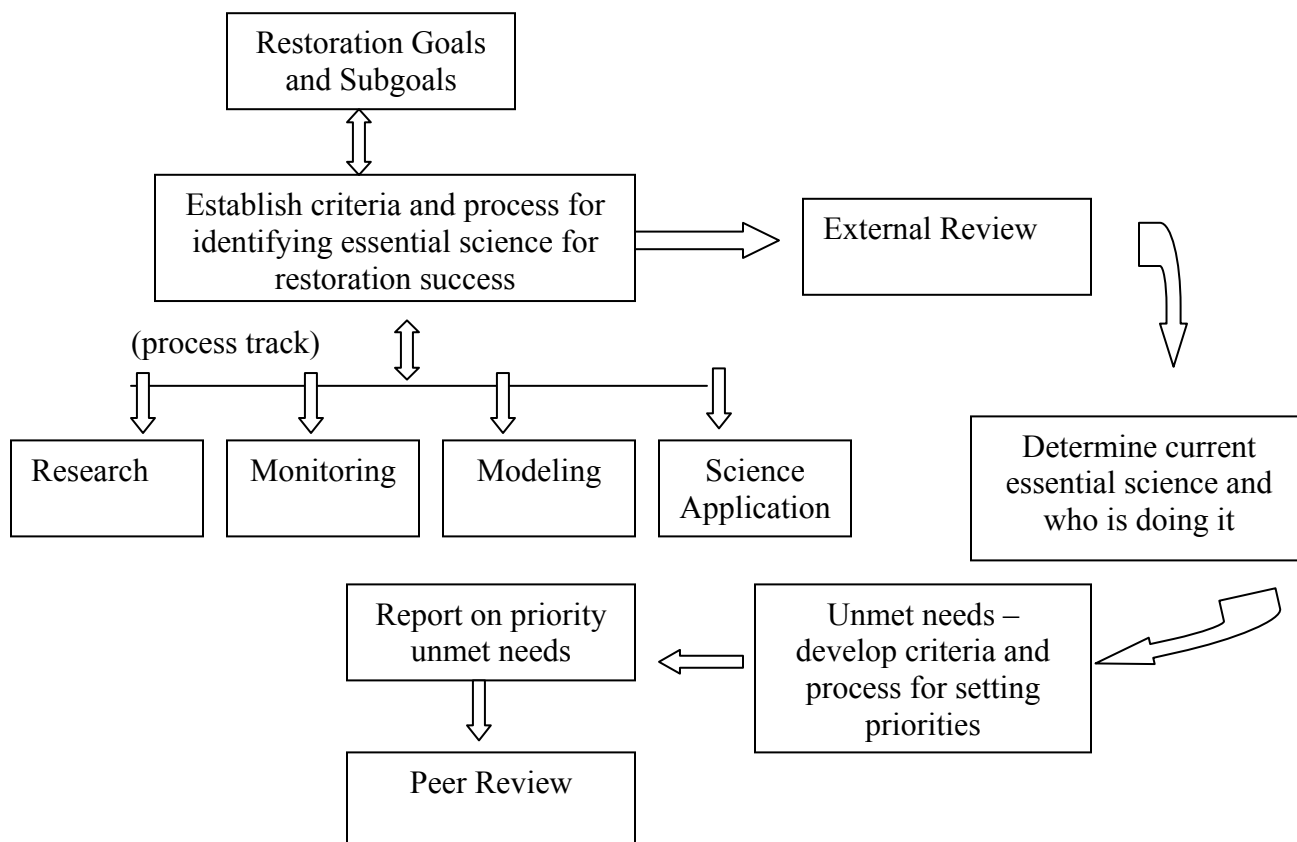 Restoration Goals
and Subgoals
Establish criteria and process for
identifying essential science for
restoration success
External Review
(process track)
Research
Monitoring
Modeling
Science
Application
Determine current
essential science and
who is doing it
Report on priority
unmet needs
Unmet needs –
develop criteria and
process for setting
priorities
Peer Review